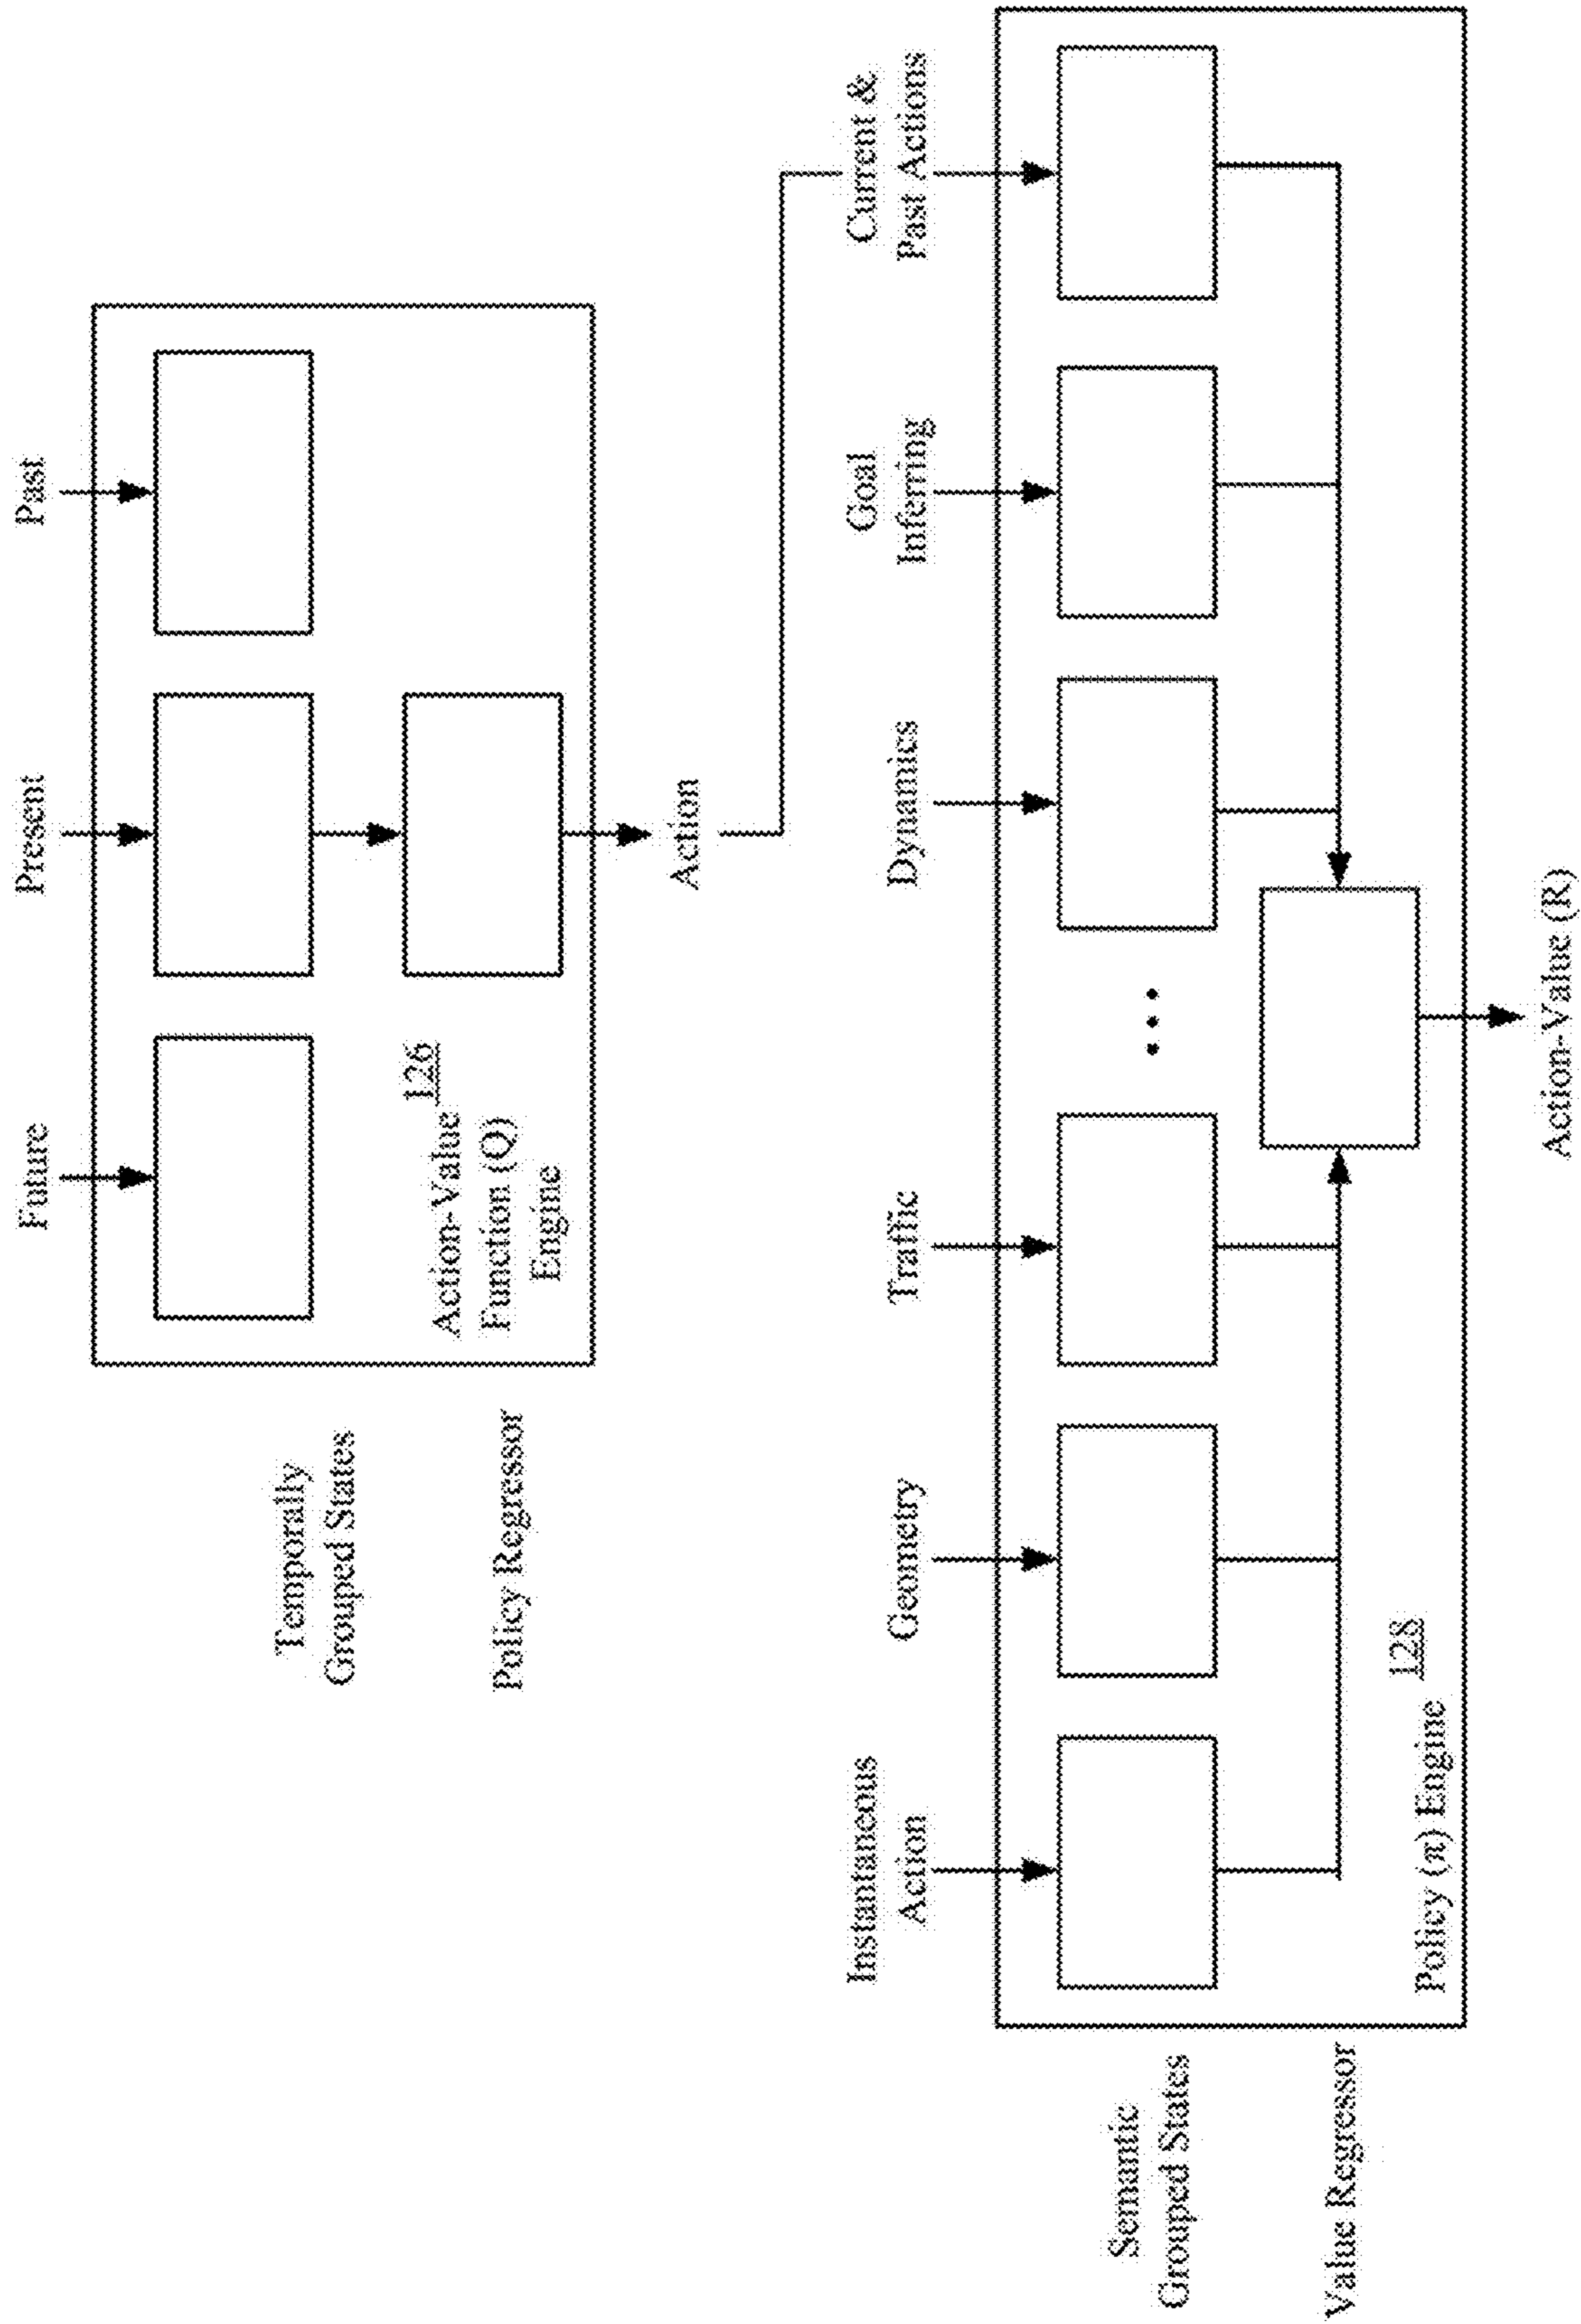 Future
Present
Past
Temporally
Grouped States
126
Action-Value
Function (Q)
Engine
Policy Regressor
Action
Instantaneous
Action
Geometry
Traffic
Dynamics
Goal
Inferring
Current &
Past Actions
Semantic
Grouped States
Value Regressor
128
Policy (π) Engine
Action-Value (R)